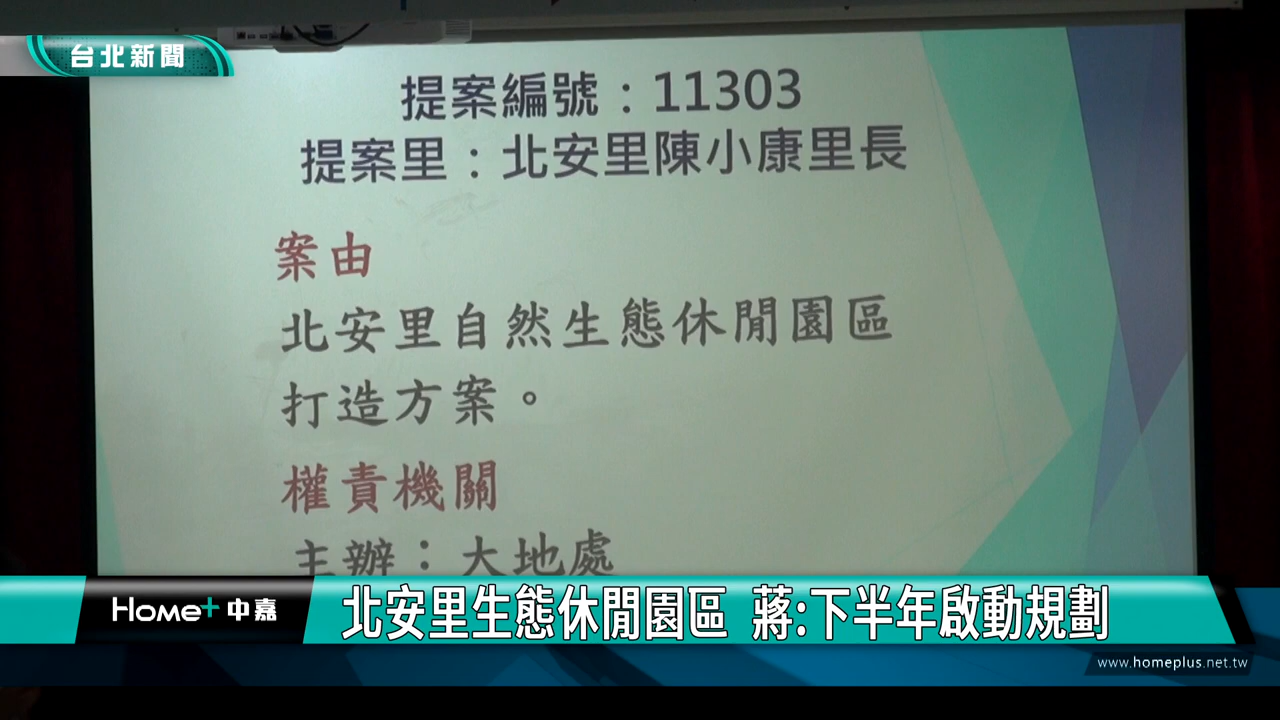 台北新聞
提案編號：11303
提案里：北安里陳小康里長
案由
北安里自然生態休閒園區
打造方案。
權責機關
主辦：大地處
Home+中嘉
北安里生態休閒園區 蔣:下半年啟動規劃
www.homeplus.net.tw